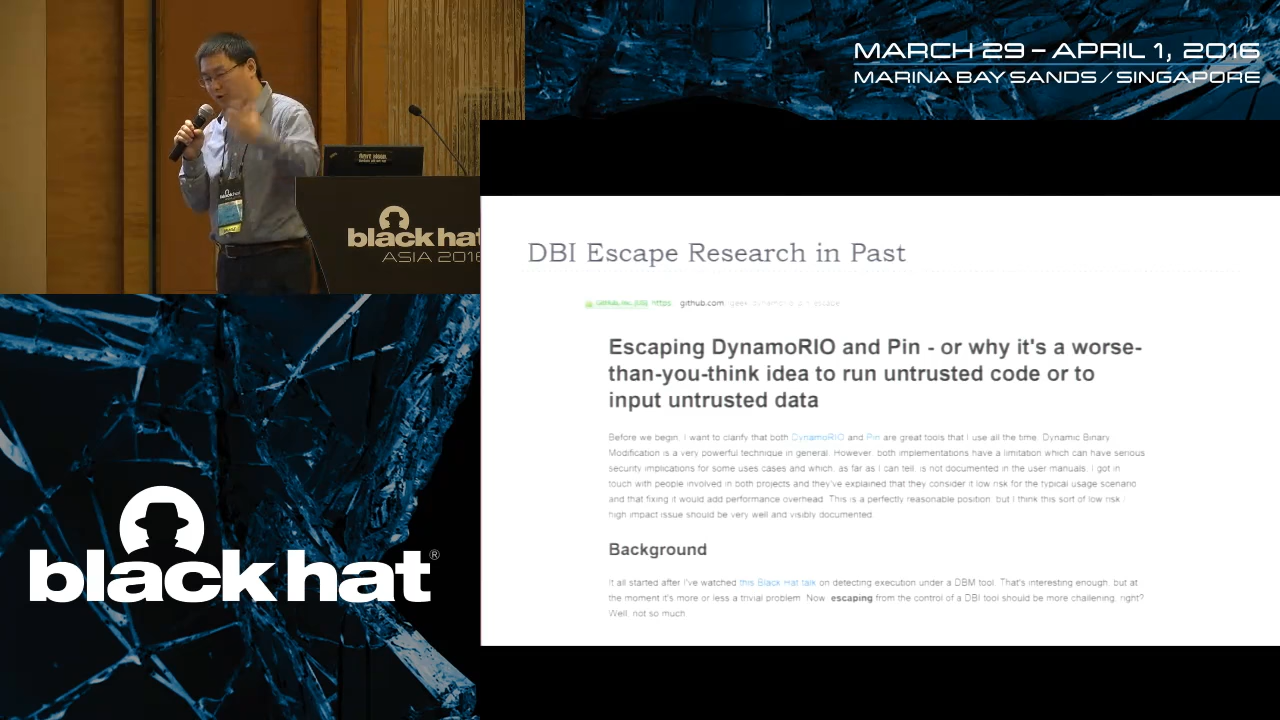 MARCH 29 – APRIL 1, 2016
MARINA BAY SANDS / SINGAPORE
black hat
ASIA 2016
DBI Escape Research in Past
GitHub, Inc. [US] https github.com
Escaping DynamoRIO and Pin - or why it's a worse-
than-you-think idea to run untrusted code or to
input untrusted data
Before we begin, I want to clarify that both DynamoRIO and Pin are great tools that I use all the time. Dynamic Binary
Modification is a very powerful technique in general. However, both implementations have a limitation which can have serious
security implications for some uses cases and which, as far as I can tell, is not documented in the user manuals. I got in
touch with people involved in both projects and they've explained that they consider it low risk for the typical usage scenario
and that fixing it would add performance overhead. This is a perfectly reasonable position, but I think this sort of low risk /
high impact issue should be very well and visibly documented.
Background
It all started after I've watched this Black Hat talk on detecting execution under a DBM tool. That's interesting enough, but at
the moment it's more or less a trivial problem. Now, escaping from the control of a DBI tool should be more challening, right?
Well, not so much.
black hat®